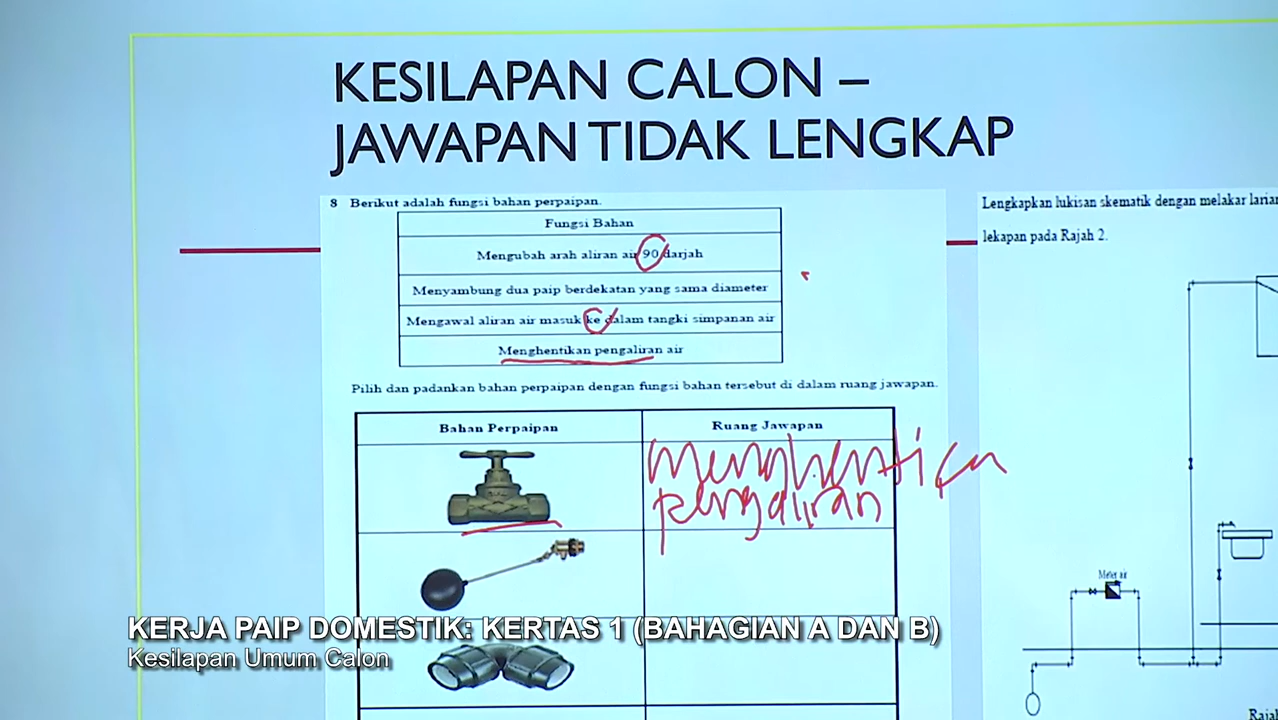 KESILAPAN CALON –
JAWAPAN TIDAK LENGKAP
8 Berikut adalah fungsi bahan perpaipan.
Fungsi Bahan
Mengubah arah aliran air 90 darjah
Menyambung dua paip berdekatan yang sama diameter
Mengawal aliran air masuk ke dalam tangki simpanan air
Menghentikan pengaliran air
Pilih dan padankan bahan perpaipan dengan fungsi bahan tersebut di dalam ruang jawapan.
Bahan Perpaipan
Ruang Jawapan
menghentikan
pengaliran
Lengkapkan lukisan skematik dengan melakar larian
lekapan pada Rajah 2.
Meter air
Rajah
KERJA PAIP DOMESTIK: KERTAS 1 (BAHAGIAN A DAN B)
Kesilapan Umum Calon